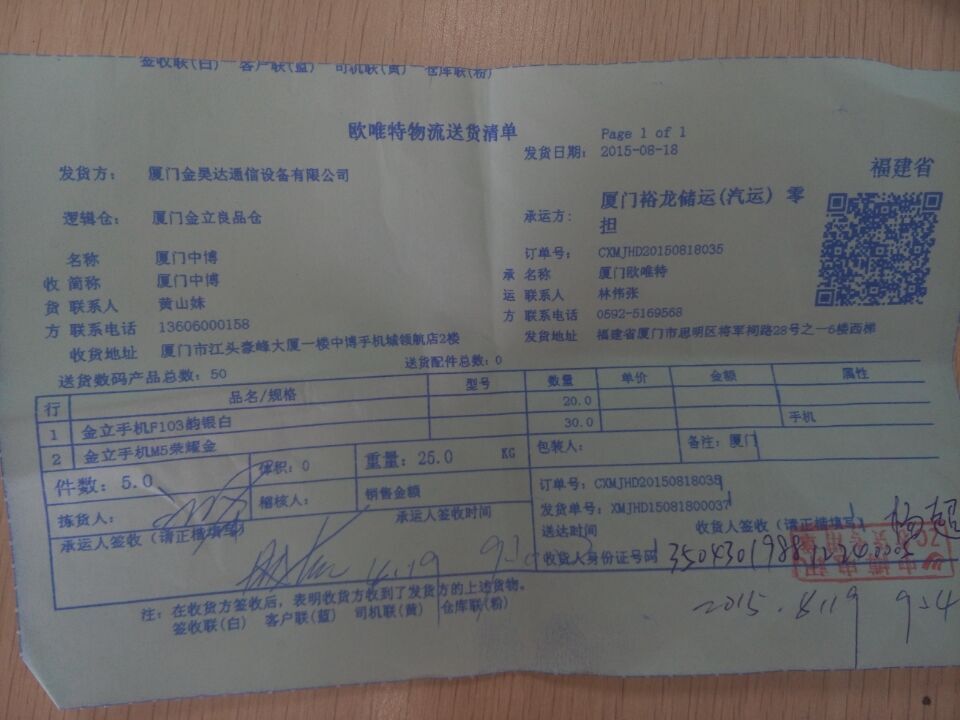 签收联(白) 客户联(蓝) 司机联(黄) 仓库联(粉)
欧唯特物流送货清单
Page 1 of 1
发货日期: 2015-08-18
发货方: 厦门金昊达通信设备有限公司
福建省
逻辑仓: 厦门金立良品仓
承运方: 厦门裕龙储运(汽运) 零担
订单号: CXMJHD20150818035
收货方
名称 厦门中博
简称 厦门中博
联系人 黄山妹
联系电话 13606000158
收货地址 厦门市江头豪峰大厦一楼中博手机城领航店2楼
承运方
名称 厦门欧唯特
联系人 林伟张
联系电话 0592-5169568
发货地址 福建省厦门市思明区将军祠路28号之一6楼西梯
送货数码产品总数: 50 送货配件总数: 0
行 品名/规格 型号 数量 单价 金额 属性
1 金立手机F103韵银白 20.0
2 金立手机M5荣耀金 30.0 手机
件数: 5.0 体积: 0 重量: 25.0 KG 包装人: 备注: 厦门
拣货人: 稽核人: 销售金额
订单号: CXMJHD20150818035
发货单号: XMJHD15081800037
承运人签收 (请正楷填写) 承运人签收时间
送达时间 收货人签收 (请正楷填写) 杨超
收货人身份证号码
2015.8.19
注: 在收货方签收后, 表明收货方收到了发货方的上述货物。
签收联(白) 客户联(蓝) 司机联(黄) 仓库联(粉)